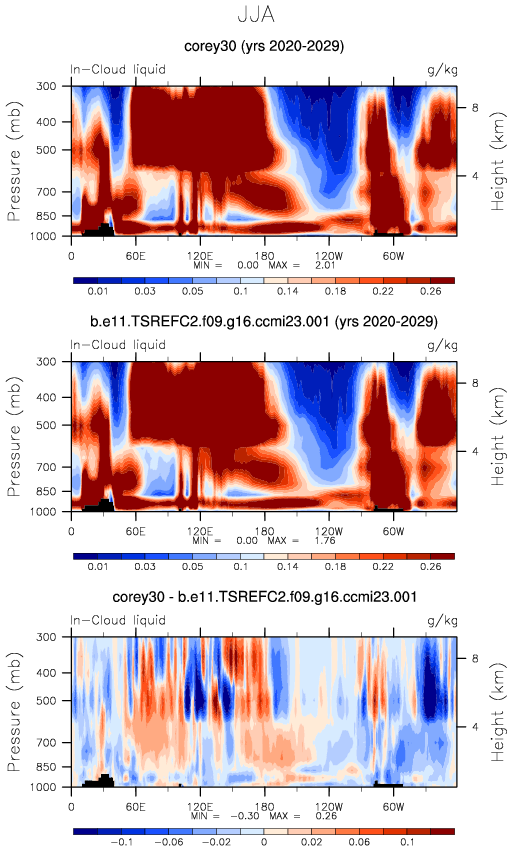 JJA
corey30 (yrs 2020-2029)
In-Cloud liquid g/kg
300
400
500
700
850
1000
Pressure (mb)
8
4
Height (km)
0 60E 120E 180 120W 60W
MIN = 0.00 MAX = 2.01
0.01 0.03 0.05 0.1 0.14 0.18 0.22 0.26
b.e11.TSREFC2.f09.g16.ccmi23.001 (yrs 2020-2029)
In-Cloud liquid g/kg
300
400
500
700
850
1000
Pressure (mb)
8
4
Height (km)
0 60E 120E 180 120W 60W
MIN = 0.00 MAX = 1.76
0.01 0.03 0.05 0.1 0.14 0.18 0.22 0.26
corey30 - b.e11.TSREFC2.f09.g16.ccmi23.001
In-Cloud liquid g/kg
300
400
500
700
850
1000
Pressure (mb)
8
4
Height (km)
0 60E 120E 180 120W 60W
MIN = -0.30 MAX = 0.26
-0.1 -0.06 -0.02 0 0.02 0.06 0.1